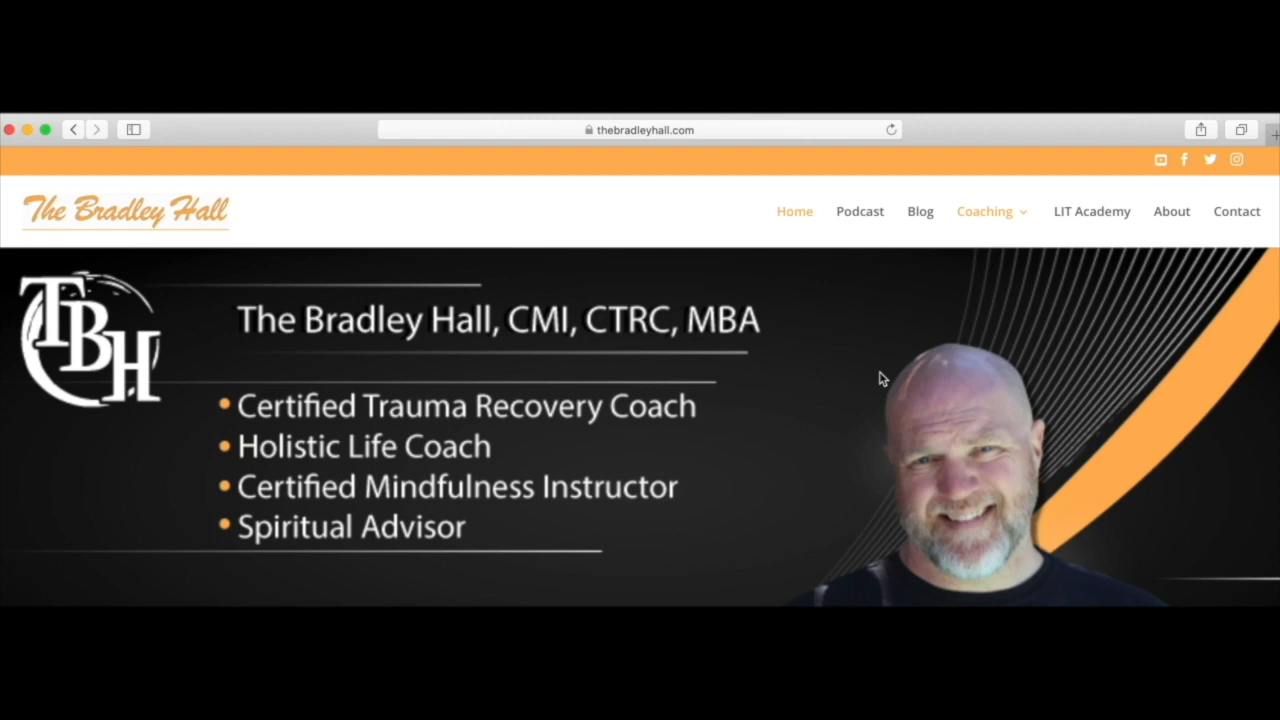 thebradleyhall.com
The Bradley Hall
Home Podcast Blog Coaching LIT Academy About Contact
TBH
The Bradley Hall, CMI, CTRC, MBA
• Certified Trauma Recovery Coach
• Holistic Life Coach
• Certified Mindfulness Instructor
• Spiritual Advisor